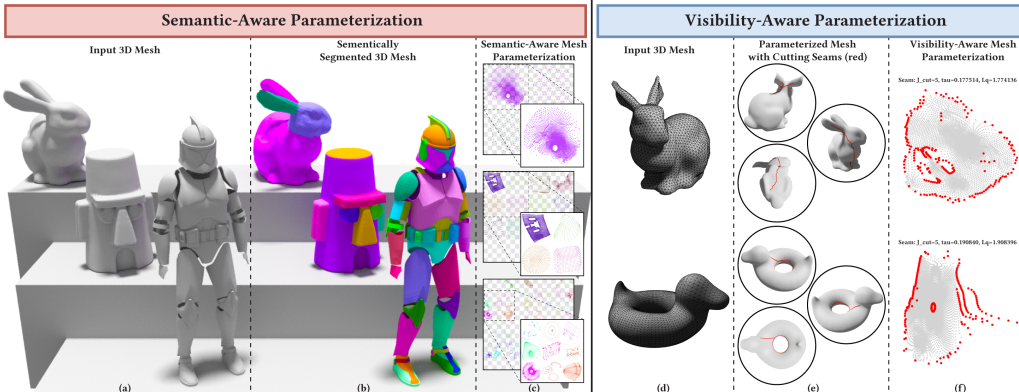 Semantic-Aware Parameterization
Input 3D Mesh
Sementically
Segmented 3D Mesh
Semantic-Aware Mesh
Parameterization
(a)
(b)
(c)
Visibility-Aware Parameterization
Input 3D Mesh
Parameterized Mesh
with Cutting Seams (red)
Visibility-Aware Mesh
Parameterization
Seam: J_cut=5, tau=0.177514, Lq=1.774136
Seam: J_cut=5, tau=0.190840, Lq=1.908396
(d)
(e)
(f)